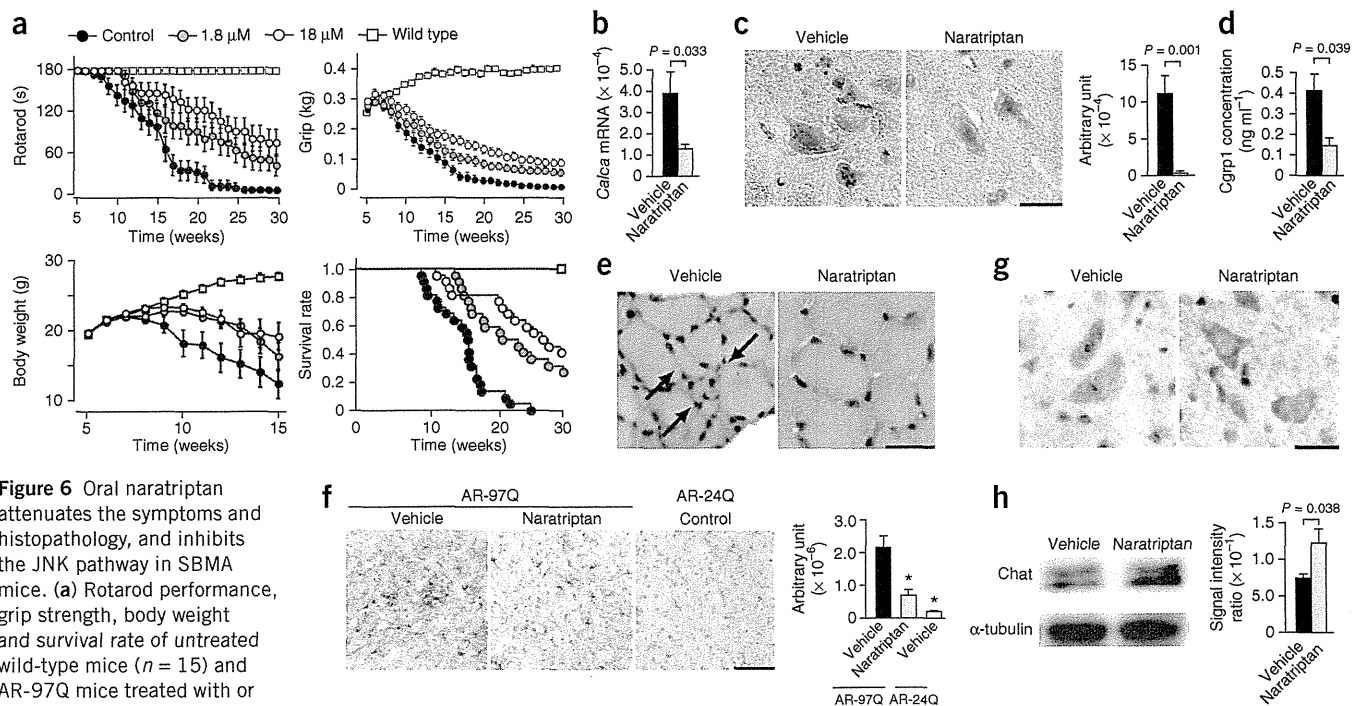 a
Control 1.8 μM 18 μM Wild type
Rotarod (s)
180
120
60
0
5 10 15 20 25 30
Time (weeks)
Grip (kg)
0.4
0.3
0.2
0.1
0
5 10 15 20 25 30
Time (weeks)
Body weight (g)
30
20
10
5 10 15
Time (weeks)
Survival rate
1.0
0.8
0.6
0.4
0.2
0
0 10 20 30
Time (weeks)
b
P = 0.033
Calca mRNA (× 10⁻⁴)
5.0
4.0
3.0
2.0
1.0
0
Vehicle
Naratriptan
c
Vehicle Naratriptan
P = 0.001
Arbitrary unit
(× 10⁻⁴)
15
10
5
0
Vehicle
Naratriptan
d
P = 0.039
Cgrp1 concentration
(ng ml⁻¹)
0.5
0.4
0.3
0.2
0.1
0
Vehicle
Naratriptan
e
Vehicle Naratriptan
g
Vehicle Naratriptan
Figure 6 Oral naratriptan
attenuates the symptoms and
histopathology, and inhibits
the JNK pathway in SBMA
mice. (a) Rotarod performance,
grip strength, body weight
and survival rate of untreated
wild-type mice (n = 15) and
AR-97Q mice treated with or
f
AR-97Q AR-24Q
Vehicle Naratriptan Control
Arbitrary unit
(× 10⁻⁶)
3.0
2.0
1.0
0
* *
Vehicle
Naratriptan
Vehicle
AR-97Q AR-24Q
h
Vehicle Naratriptan
Chat
α-tubulin
P = 0.038
Signal intensity
ratio (× 10⁻¹)
1.5
1.0
5.0
0
Vehicle
Naratriptan